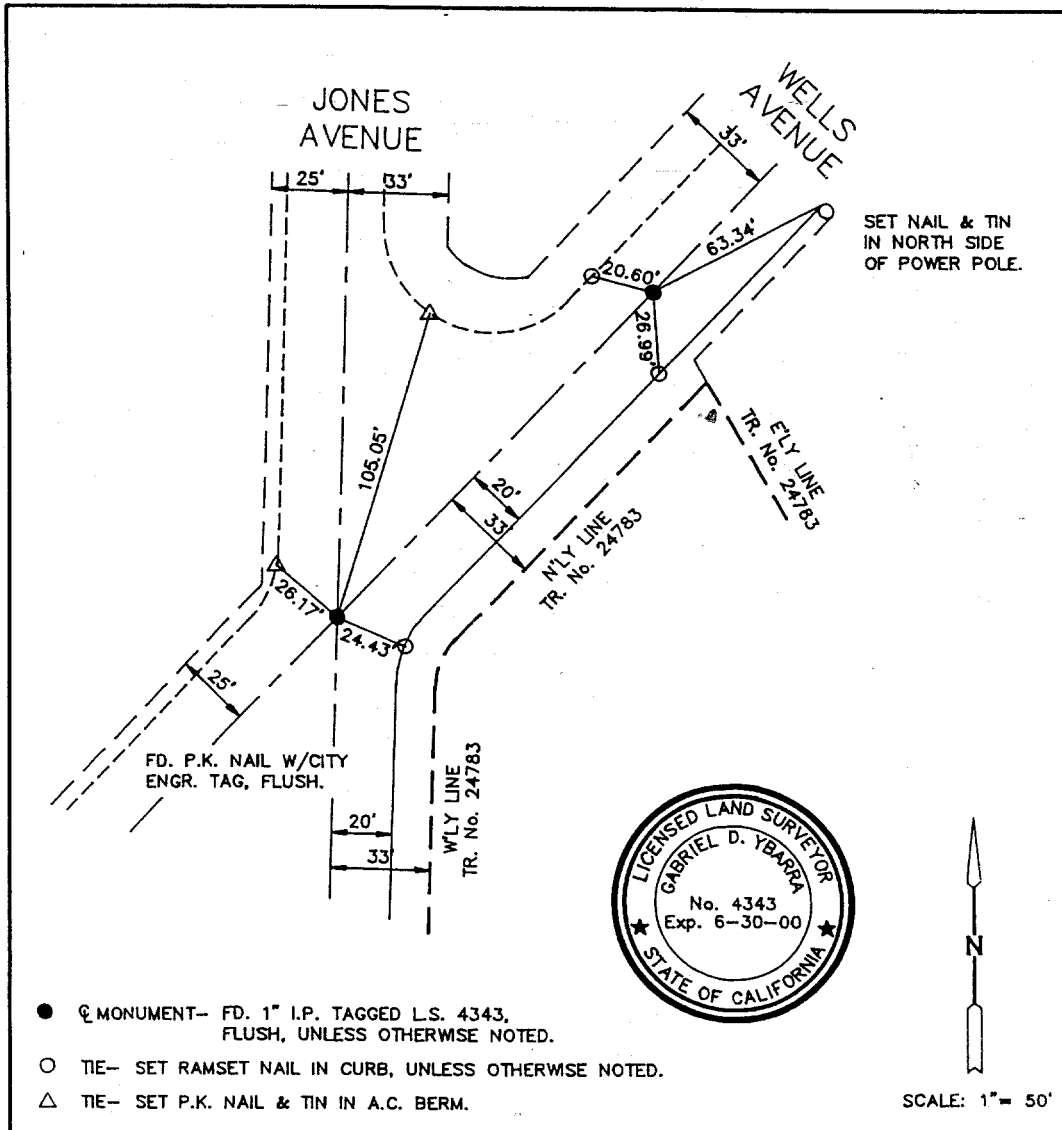 JONES
AVENUE
WELLS
AVENUE
33'
25'
33'
SET NAIL & TIN
IN NORTH SIDE
OF POWER POLE.
63.34'
20.60'
26.99'
105.05'
E'LY LINE
TR. No. 24783
20'
33'
N'LY LINE
TR. No. 24783
26.17'
24.43'
25'
FD. P.K. NAIL W/CITY
ENGR. TAG, FLUSH.
W'LY LINE
TR. No. 24783
20'
33'
LICENSED LAND SURVEYOR
GABRIEL D. YBARRA
No. 4343
Exp. 6-30-00
★ STATE OF CALIFORNIA ★
N
● ℄ MONUMENT- FD. 1" I.P. TAGGED L.S. 4343,
FLUSH, UNLESS OTHERWISE NOTED.
○ TIE- SET RAMSET NAIL IN CURB, UNLESS OTHERWISE NOTED.
△ TIE- SET P.K. NAIL & TIN IN A.C. BERM.
SCALE: 1"= 50'